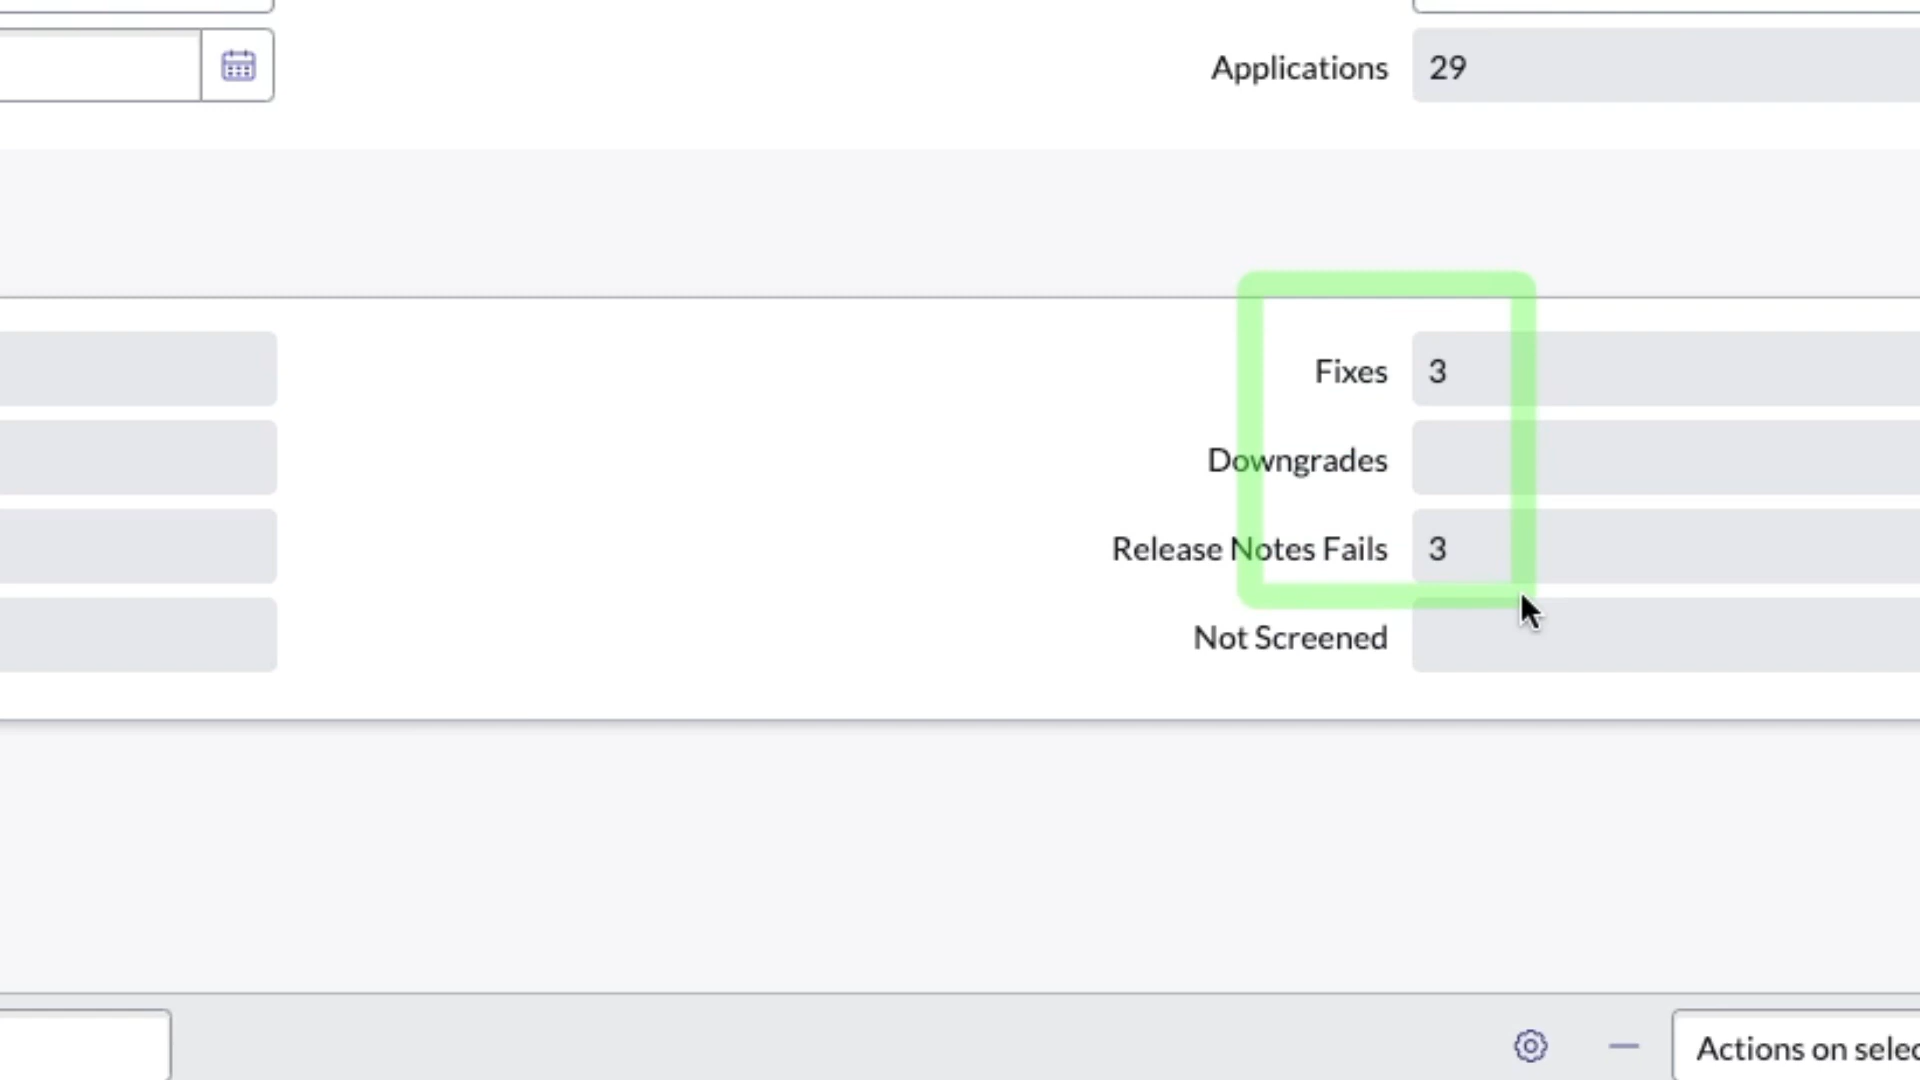 Applications 29
Fixes 3
Downgrades
Release Notes Fails 3
Not Screened
Actions on selec